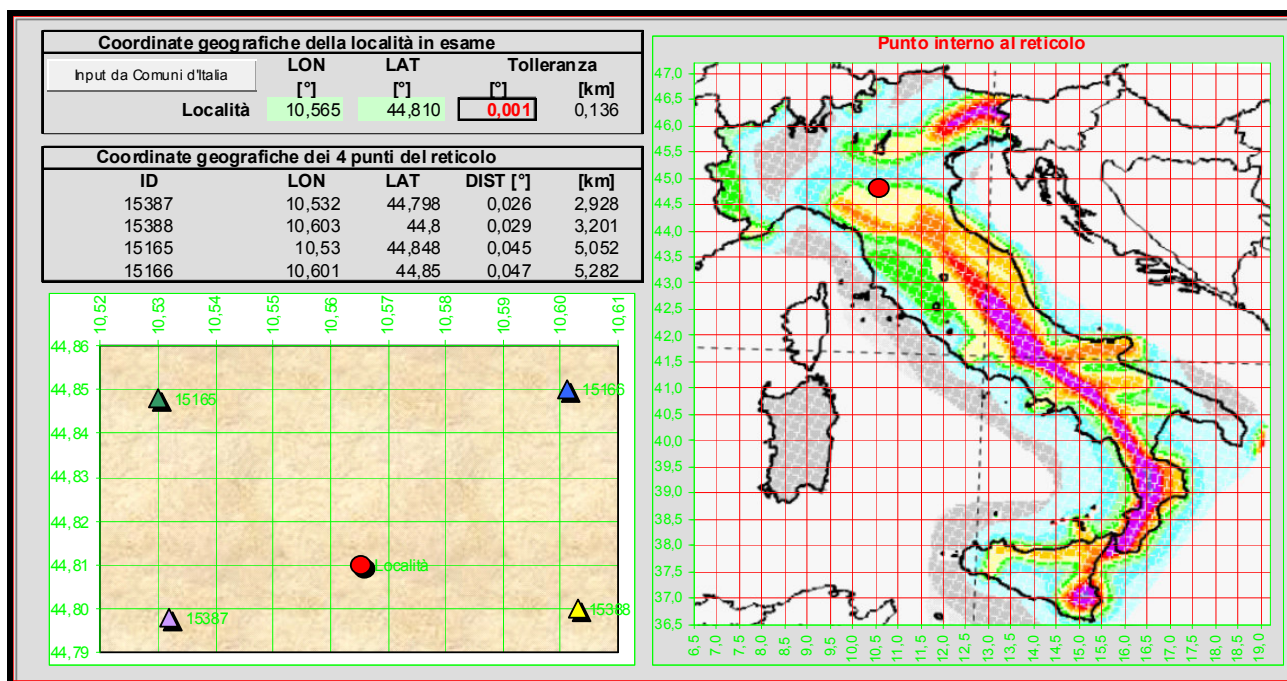 Coordinate geografiche della località in esame
Input da Comuni d'Italia
LON LAT Tolleranza
[°] [°] [°] [km]
Località 10,565 44,810 0,001 0,136
Coordinate geografiche dei 4 punti del reticolo
ID LON LAT DIST [°] [km]
15387 10,532 44,798 0,026 2,928
15388 10,603 44,8 0,029 3,201
15165 10,53 44,848 0,045 5,052
15166 10,601 44,85 0,047 5,282
10,52 10,53 10,54 10,55 10,56 10,57 10,58 10,59 10,60 10,61
44,86
44,85
44,84
44,83
44,82
44,81
44,80
44,79
15165
15166
Località
15387
15388
Punto interno al reticolo
47,0
46,5
46,0
45,5
45,0
44,5
44,0
43,5
43,0
42,5
42,0
41,5
41,0
40,5
40,0
39,5
39,0
38,5
38,0
37,5
37,0
36,5
6,5 7,0 7,5 8,0 8,5 9,0 9,5 10,0 10,5 11,0 11,5 12,0 12,5 13,0 13,5 14,0 14,5 15,0 15,5 16,0 16,5 17,0 17,5 18,0 18,5 19,0